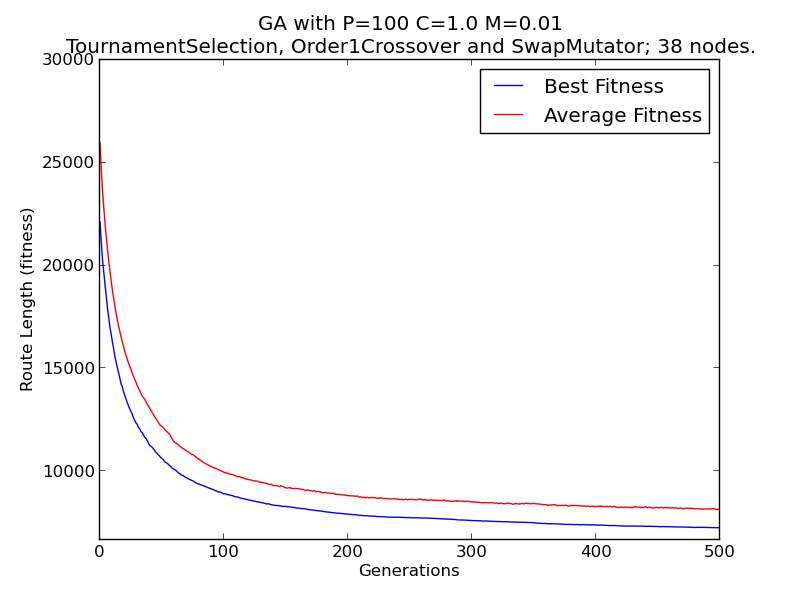 GA with P=100 C=1.0 M=0.01
TournamentSelection, Order1Crossover and SwapMutator; 38 nodes.
30000
Best Fitness
Average Fitness
25000
20000
15000
10000
Route Length (fitness)
0 100 200 300 400 500
Generations